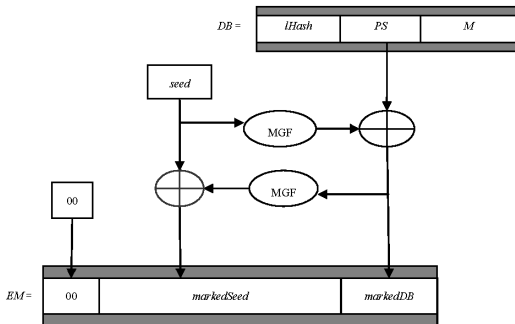 DB = lHash PS M
seed
MGF
MGF
00
EM = 00 markedSeed markedDB